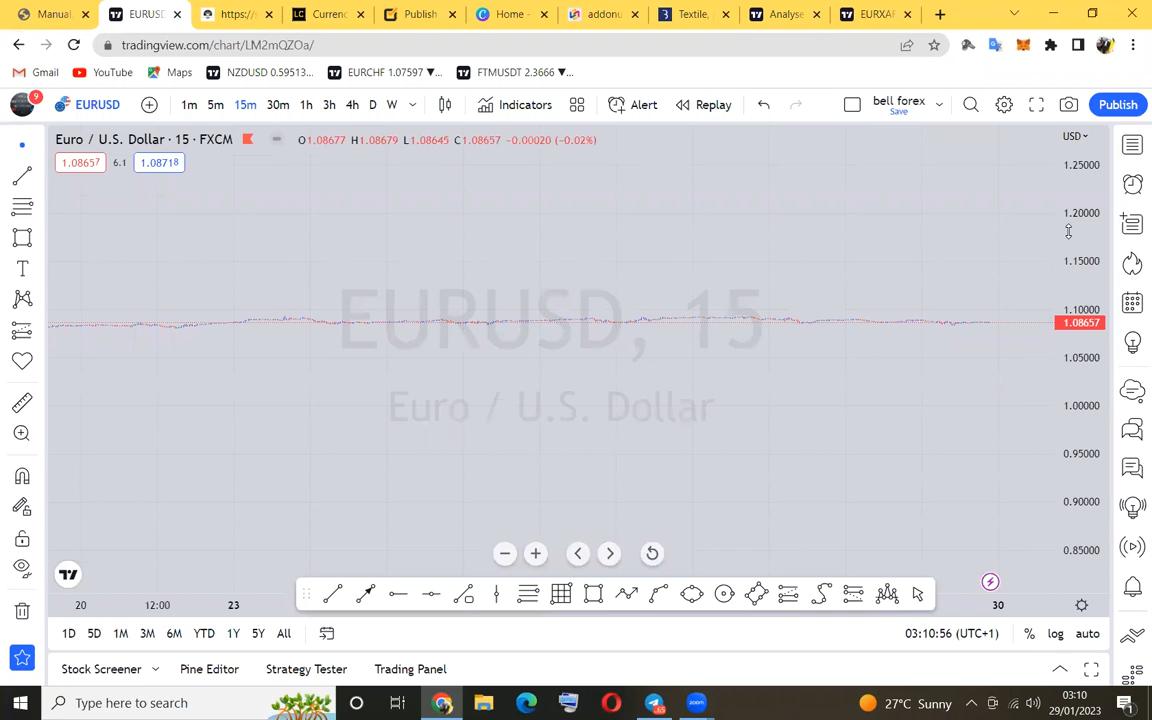 Manual,
EURUSD
https://s
LC Currenc
Publish
Home -
addonu
Textile,
Analyse
EURXAF
tradingview.com/chart/LM2mQZOa/
Gmail
YouTube
Maps
NZDUSD 0.59513...
EURCHF 1.07597 ▼...
FTMUSDT 2.3666 ▼...
9
EURUSD
1m 5m 15m 30m 1h 3h 4h D W
Indicators
Alert
Replay
bell forex
Save
Publish
Euro / U.S. Dollar · 15 · FXCM
O1.08677 H1.08679 L1.08645 C1.08657 -0.00020 (-0.02%)
USD
1.08657 6.1 1.08718
1.25000
1.20000
1.15000
1.10000
1.08657
1.05000
1.00000
0.95000
0.90000
0.85000
EURUSD, 15
Euro / U.S. Dollar
20 12:00 23 30
1D 5D 1M 3M 6M YTD 1Y 5Y All
03:10:56 (UTC+1)
% log auto
Stock Screener
Pine Editor
Strategy Tester
Trading Panel
Type here to search
27°C Sunny
03:10
29/01/2023